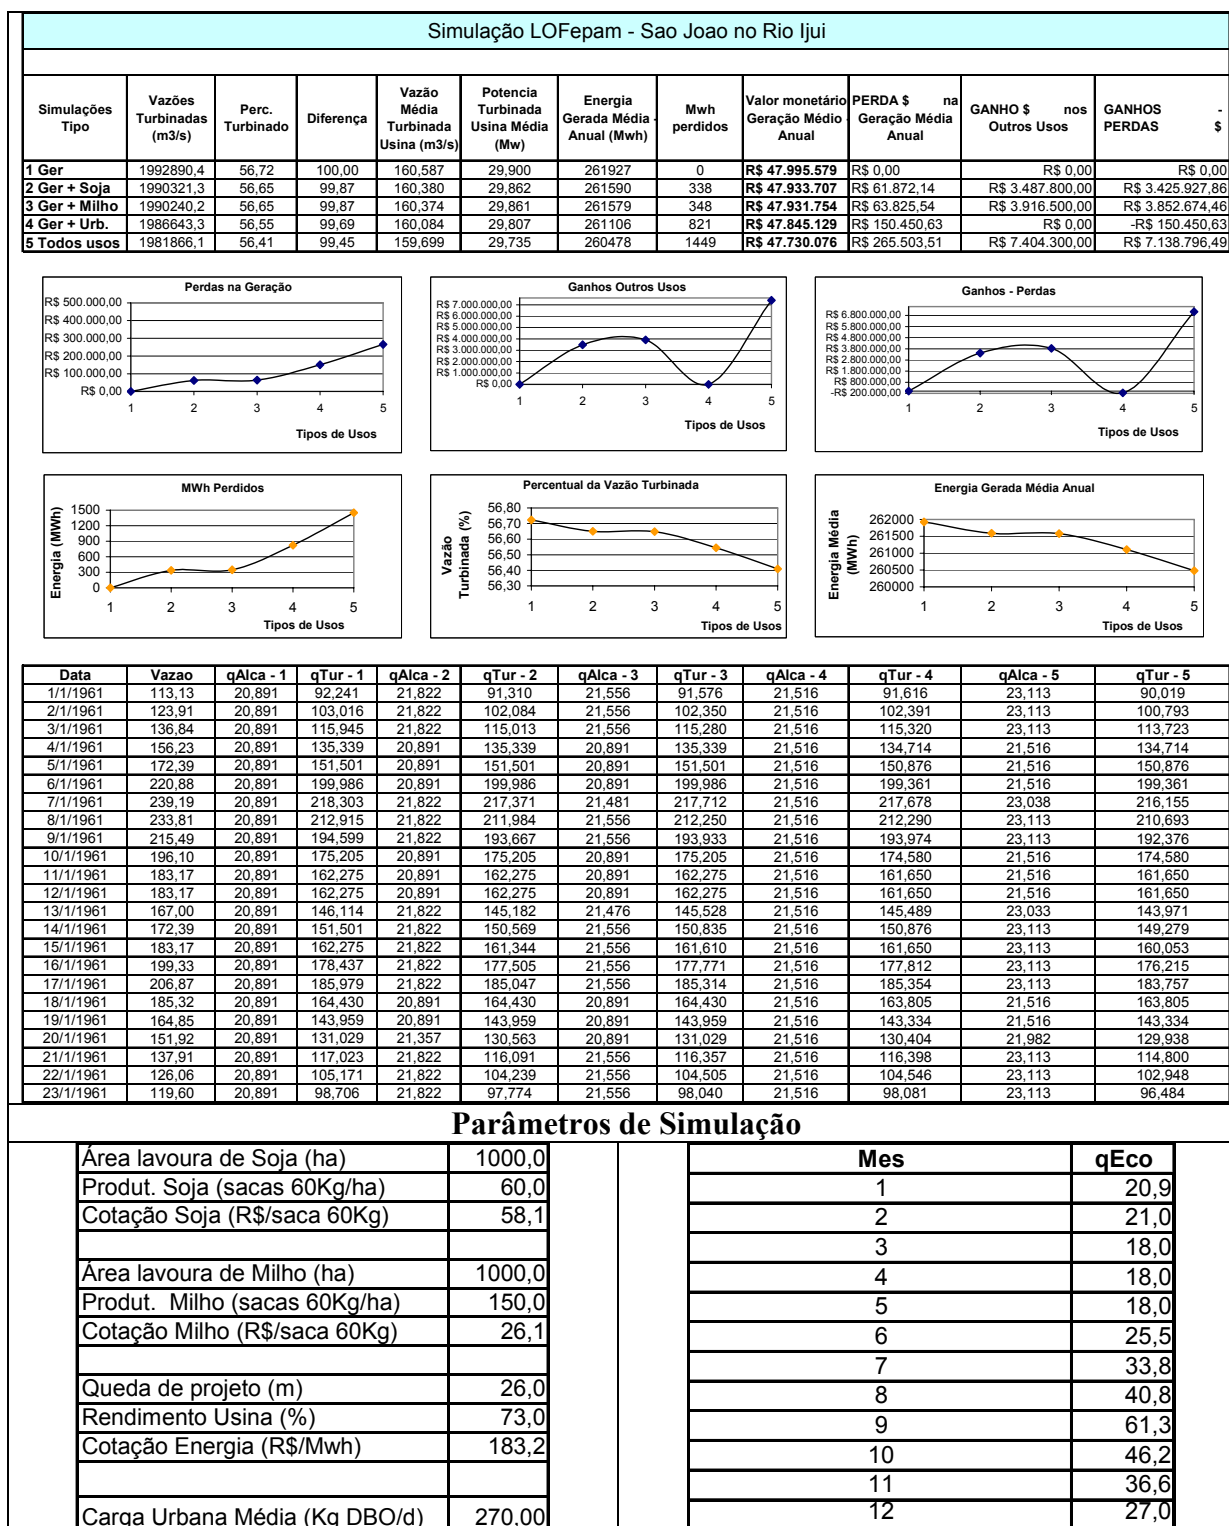 Simulação LOFepam - Sao Joao no Rio Ijui
Simulações Tipo | Vazões Turbinadas (m3/s) | Perc. Turbinado | Diferença | Vazão Média Turbinada Usina (m3/s) | Potencia Turbinada Usina Média (Mw) | Energia Gerada Média - Anual (Mwh) | Mwh perdidos | Valor monetário Geração Médio - Anual | PERDA $ na Geração Média Anual | GANHO $ nos Outros Usos | GANHOS - PERDAS $
1 Ger | 1992890,4 | 56,72 | 100,00 | 160,587 | 29,900 | 261927 | 0 | R$ 47.995.579 | R$ 0,00 | R$ 0,00 | R$ 0,00
2 Ger + Soja | 1990321,3 | 56,65 | 99,87 | 160,380 | 29,862 | 261590 | 338 | R$ 47.933.707 | R$ 61.872,14 | R$ 3.487.800,00 | R$ 3.425.927,86
3 Ger + Milho | 1990240,2 | 56,65 | 99,87 | 160,374 | 29,861 | 261579 | 348 | R$ 47.931.754 | R$ 63.825,54 | R$ 3.916.500,00 | R$ 3.852.674,46
4 Ger + Urb. | 1986643,3 | 56,55 | 99,69 | 160,084 | 29,807 | 261106 | 821 | R$ 47.845.129 | R$ 150.450,63 | R$ 0,00 | -R$ 150.450,63
5 Todos usos | 1981866,1 | 56,41 | 99,45 | 159,699 | 29,735 | 260478 | 1449 | R$ 47.730.076 | R$ 265.503,51 | R$ 7.404.300,00 | R$ 7.138.796,49
Perdas na Geração
R$ 500.000,00
R$ 400.000,00
R$ 300.000,00
R$ 200.000,00
R$ 100.000,00
R$ 0,00
1 2 3 4 5
Tipos de Usos
Ganhos Outros Usos
R$ 7.000.000,00
R$ 6.000.000,00
R$ 5.000.000,00
R$ 4.000.000,00
R$ 3.000.000,00
R$ 2.000.000,00
R$ 1.000.000,00
R$ 0,00
1 2 3 4 5
Tipos de Usos
Ganhos - Perdas
R$ 6.800.000,00
R$ 5.800.000,00
R$ 4.800.000,00
R$ 3.800.000,00
R$ 2.800.000,00
R$ 1.800.000,00
R$ 800.000,00
-R$ 200.000,00
1 2 3 4 5
Tipos de Usos
MWh Perdidos
Energia (MWh)
1500
1200
900
600
300
0
1 2 3 4 5
Tipos de Usos
Percentual da Vazão Turbinada
Vazão Turbinada (%)
56,80
56,70
56,60
56,50
56,40
56,30
1 2 3 4 5
Tipos de Usos
Energia Gerada Média Anual
Energia Média (MWh)
262000
261500
261000
260500
260000
1 2 3 4 5
Tipos de Usos
Data | Vazao | qAlca - 1 | qTur - 1 | qAlca - 2 | qTur - 2 | qAlca - 3 | qTur - 3 | qAlca - 4 | qTur - 4 | qAlca - 5 | qTur - 5
1/1/1961 | 113,13 | 20,891 | 92,241 | 21,822 | 91,310 | 21,556 | 91,576 | 21,516 | 91,616 | 23,113 | 90,019
2/1/1961 | 123,91 | 20,891 | 103,016 | 21,822 | 102,084 | 21,556 | 102,350 | 21,516 | 102,391 | 23,113 | 100,793
3/1/1961 | 136,84 | 20,891 | 115,945 | 21,822 | 115,013 | 21,556 | 115,280 | 21,516 | 115,320 | 23,113 | 113,723
4/1/1961 | 156,23 | 20,891 | 135,339 | 20,891 | 135,339 | 20,891 | 135,339 | 21,516 | 134,714 | 21,516 | 134,714
5/1/1961 | 172,39 | 20,891 | 151,501 | 20,891 | 151,501 | 20,891 | 151,501 | 21,516 | 150,876 | 21,516 | 150,876
6/1/1961 | 220,88 | 20,891 | 199,986 | 20,891 | 199,986 | 20,891 | 199,986 | 21,516 | 199,361 | 21,516 | 199,361
7/1/1961 | 239,19 | 20,891 | 218,303 | 21,822 | 217,371 | 21,481 | 217,712 | 21,516 | 217,678 | 23,038 | 216,155
8/1/1961 | 233,81 | 20,891 | 212,915 | 21,822 | 211,984 | 21,556 | 212,250 | 21,516 | 212,290 | 23,113 | 210,693
9/1/1961 | 215,49 | 20,891 | 194,599 | 21,822 | 193,667 | 21,556 | 193,933 | 21,516 | 193,974 | 23,113 | 192,376
10/1/1961 | 196,10 | 20,891 | 175,205 | 20,891 | 175,205 | 20,891 | 175,205 | 21,516 | 174,580 | 21,516 | 174,580
11/1/1961 | 183,17 | 20,891 | 162,275 | 20,891 | 162,275 | 20,891 | 162,275 | 21,516 | 161,650 | 21,516 | 161,650
12/1/1961 | 183,17 | 20,891 | 162,275 | 20,891 | 162,275 | 20,891 | 162,275 | 21,516 | 161,650 | 21,516 | 161,650
13/1/1961 | 167,00 | 20,891 | 146,114 | 21,822 | 145,182 | 21,476 | 145,528 | 21,516 | 145,489 | 23,033 | 143,971
14/1/1961 | 172,39 | 20,891 | 151,501 | 21,822 | 150,569 | 21,556 | 150,835 | 21,516 | 150,876 | 23,113 | 149,279
15/1/1961 | 183,17 | 20,891 | 162,275 | 21,822 | 161,344 | 21,556 | 161,610 | 21,516 | 161,650 | 23,113 | 160,053
16/1/1961 | 199,33 | 20,891 | 178,437 | 21,822 | 177,505 | 21,556 | 177,771 | 21,516 | 177,812 | 23,113 | 176,215
17/1/1961 | 206,87 | 20,891 | 185,979 | 21,822 | 185,047 | 21,556 | 185,314 | 21,516 | 185,354 | 23,113 | 183,757
18/1/1961 | 185,32 | 20,891 | 164,430 | 20,891 | 164,430 | 20,891 | 164,430 | 21,516 | 163,805 | 21,516 | 163,805
19/1/1961 | 164,85 | 20,891 | 143,959 | 20,891 | 143,959 | 20,891 | 143,959 | 21,516 | 143,334 | 21,516 | 143,334
20/1/1961 | 151,92 | 20,891 | 131,029 | 21,357 | 130,563 | 20,891 | 131,029 | 21,516 | 130,404 | 21,982 | 129,938
21/1/1961 | 137,91 | 20,891 | 117,023 | 21,822 | 116,091 | 21,556 | 116,357 | 21,516 | 116,398 | 23,113 | 114,800
22/1/1961 | 126,06 | 20,891 | 105,171 | 21,822 | 104,239 | 21,556 | 104,505 | 21,516 | 104,546 | 23,113 | 102,948
23/1/1961 | 119,60 | 20,891 | 98,706 | 21,822 | 97,774 | 21,556 | 98,040 | 21,516 | 98,081 | 23,113 | 96,484
Parâmetros de Simulação
Área lavoura de Soja (ha) | 1000,0
Produt. Soja (sacas 60Kg/ha) | 60,0
Cotação Soja (R$/saca 60Kg) | 58,1
Área lavoura de Milho (ha) | 1000,0
Produt. Milho (sacas 60Kg/ha) | 150,0
Cotação Milho (R$/saca 60Kg) | 26,1
Queda de projeto (m) | 26,0
Rendimento Usina (%) | 73,0
Cotação Energia (R$/Mwh) | 183,2
Carga Urbana Média (Kg DBO/d) | 270,00
Mes | qEco
1 | 20,9
2 | 21,0
3 | 18,0
4 | 18,0
5 | 18,0
6 | 25,5
7 | 33,8
8 | 40,8
9 | 61,3
10 | 46,2
11 | 36,6
12 | 27,0